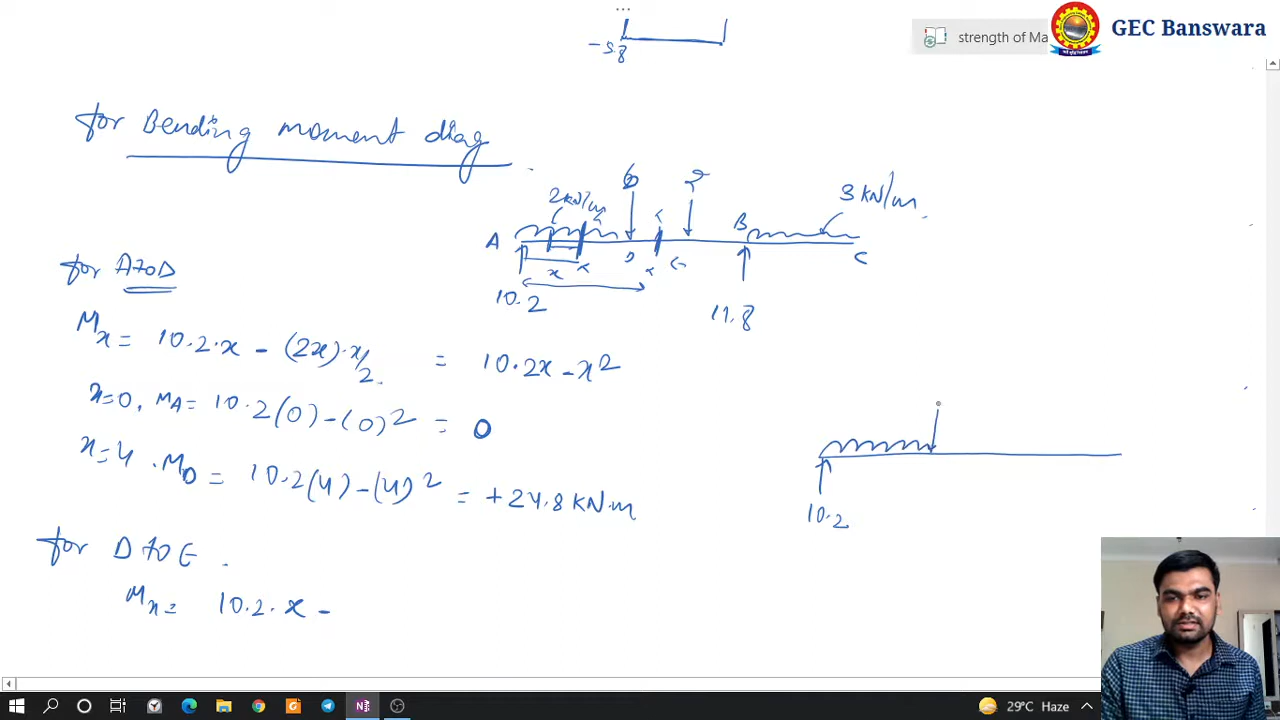 ...
-5.8
strength of Ma
GEC Banswara
for Bending moment diag
2 kN/m
6
3 kN/m
A
D
E
B
C
x
x
x
10.2
11.8
for A to D
Mx = 10.2.x - (2x).x/2. = 10.2x - x2
x=0, MA = 10.2(0) - (0)2 = 0
x=4 . MD = 10.2(4) - (4)2 = +24.8 kN.m
10.2
for D to E .
Mx = 10.2.x -
29°C Haze